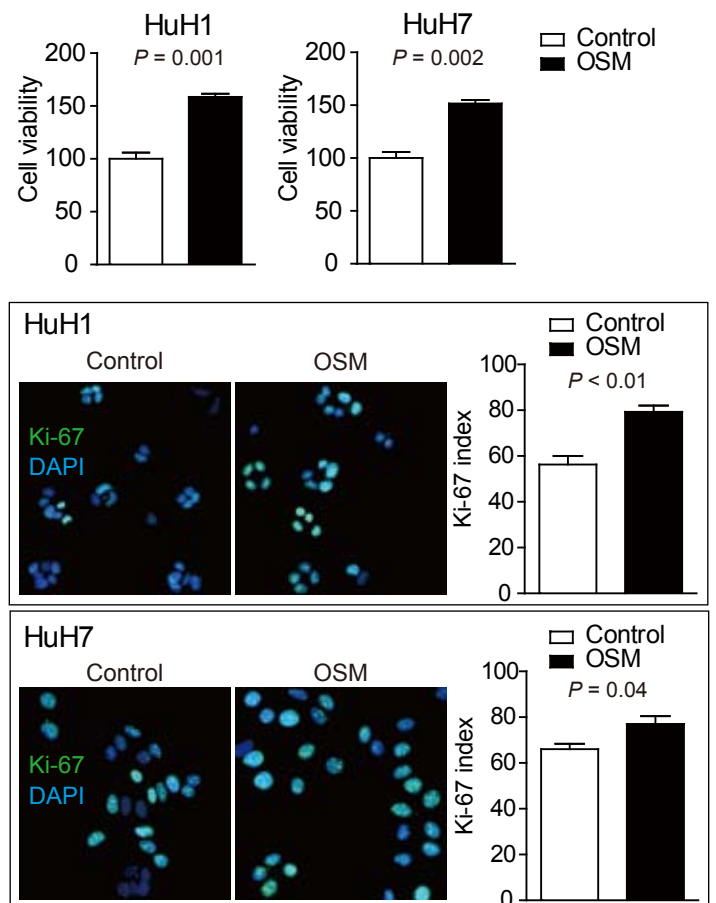 HuH1
HuH7
Control
OSM
Cell viability
200
150
100
50
0
P = 0.001
Cell viability
200
150
100
50
0
P = 0.002
HuH1
Control
OSM
Ki-67
DAPI
Control
OSM
Ki-67 index
100
80
60
40
20
0
P < 0.01
HuH7
Control
OSM
Ki-67
DAPI
Control
OSM
Ki-67 index
100
80
60
40
20
0
P = 0.04